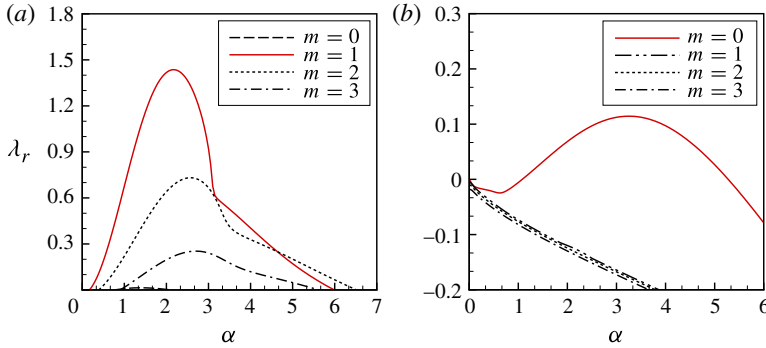 (a)
1.8
1.5
1.2
0.9
0.6
0.3
λr
0 1 2 3 4 5 6 7
α
m = 0
m = 1
m = 2
m = 3
(b)
0.3
0.2
0.1
0
−0.1
−0.2
0 1 2 3 4 5 6
α
m = 0
m = 1
m = 2
m = 3